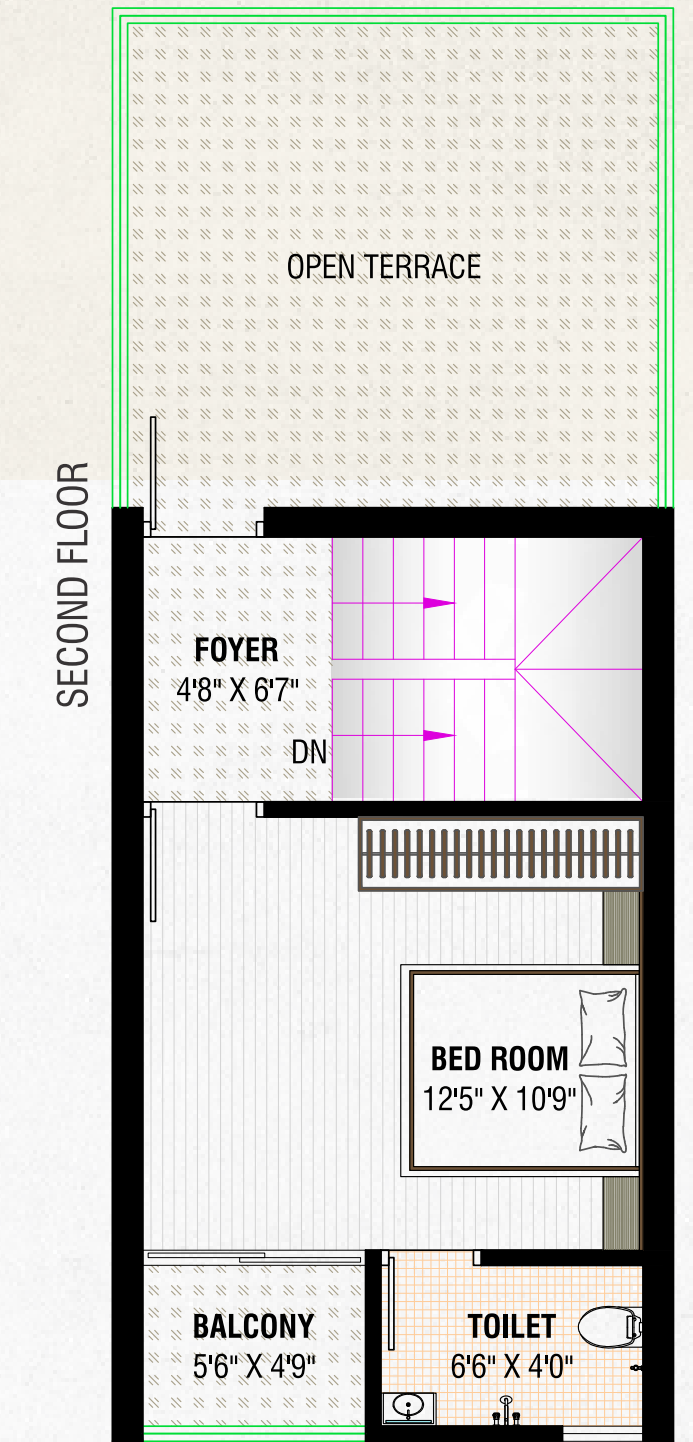 OPEN TERRACE
SECOND FLOOR
FOYER
4'8" X 6'7"
DN
BED ROOM
12'5" X 10'9"
BALCONY
5'6" X 4'9"
TOILET
6'6" X 4'0"